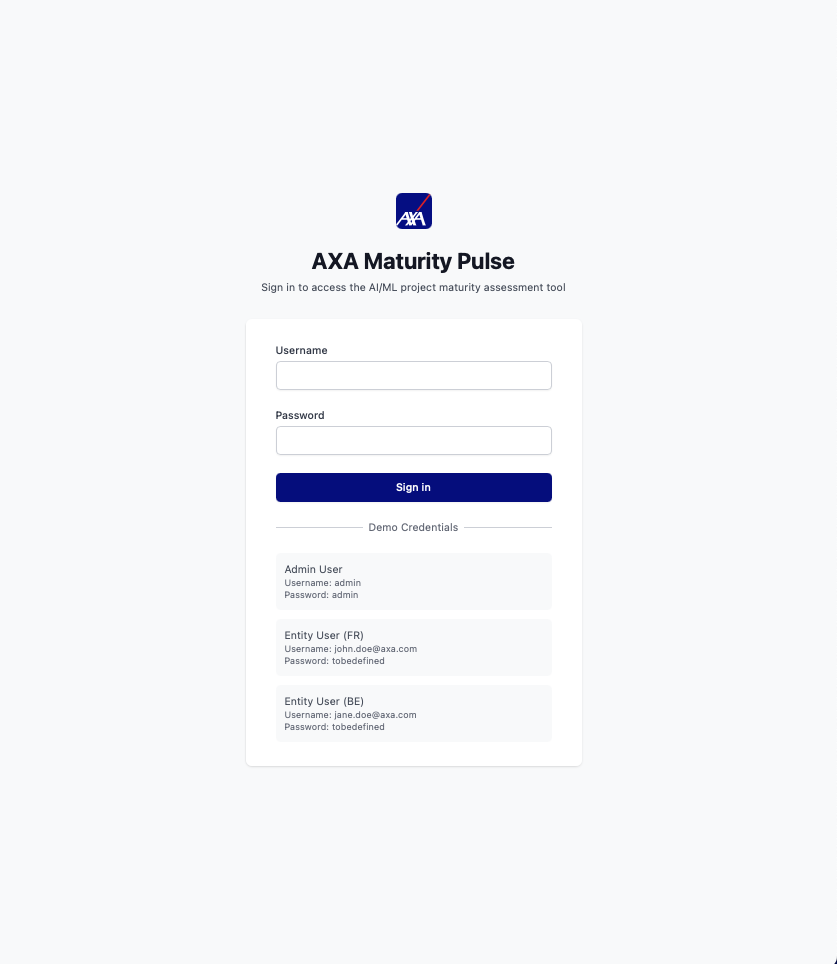 AXA
AXA Maturity Pulse
Sign in to access the AI/ML project maturity assessment tool
Username
Password
Sign in
Demo Credentials
Admin User
Username: admin
Password: admin
Entity User (FR)
Username: john.doe@axa.com
Password: tobedefined
Entity User (BE)
Username: jane.doe@axa.com
Password: tobedefined